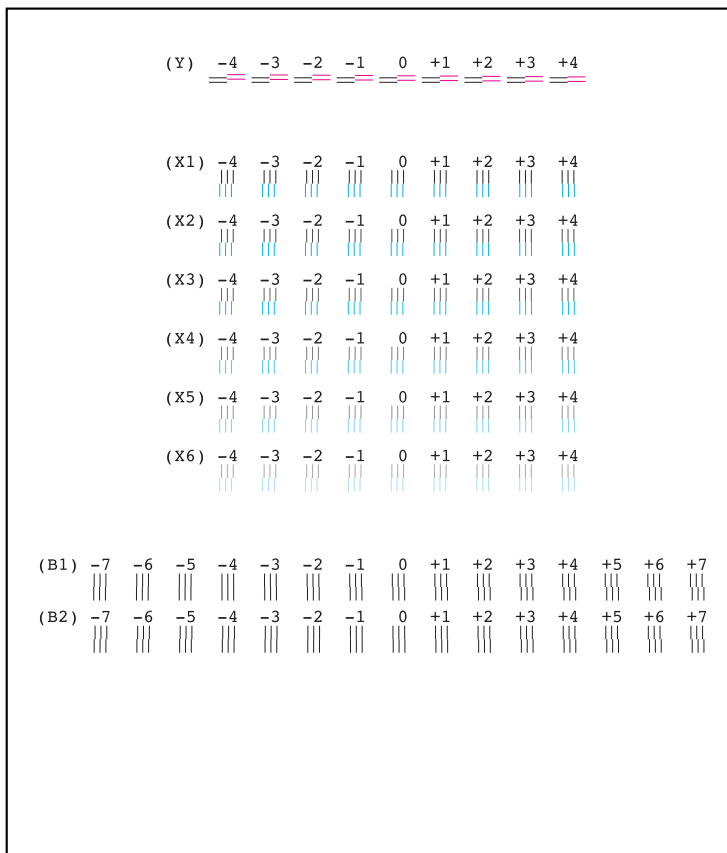 (Y) -4 -3 -2 -1 0 +1 +2 +3 +4
(X1) -4 -3 -2 -1 0 +1 +2 +3 +4
(X2) -4 -3 -2 -1 0 +1 +2 +3 +4
(X3) -4 -3 -2 -1 0 +1 +2 +3 +4
(X4) -4 -3 -2 -1 0 +1 +2 +3 +4
(X5) -4 -3 -2 -1 0 +1 +2 +3 +4
(X6) -4 -3 -2 -1 0 +1 +2 +3 +4
(B1) -7 -6 -5 -4 -3 -2 -1 0 +1 +2 +3 +4 +5 +6 +7
(B2) -7 -6 -5 -4 -3 -2 -1 0 +1 +2 +3 +4 +5 +6 +7